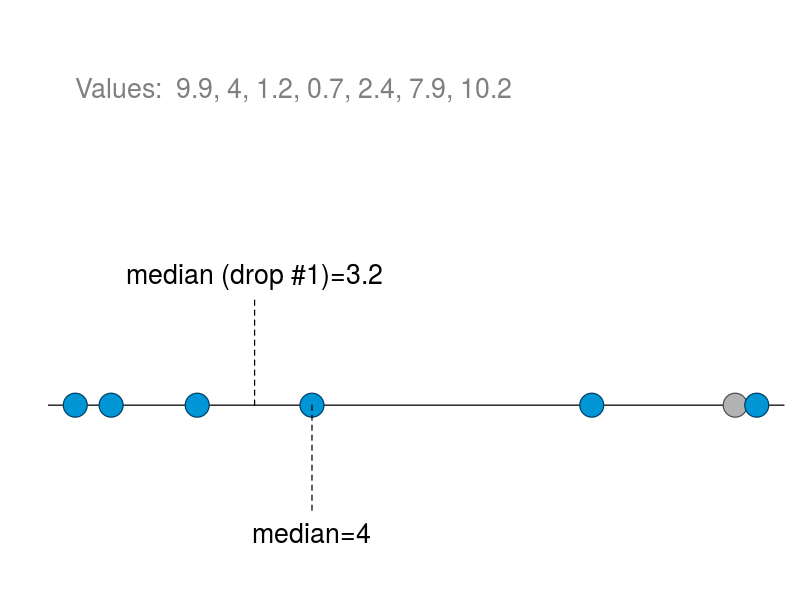 Values:  9.9, 4, 1.2, 0.7, 2.4, 7.9, 10.2
median (drop #1)=3.2
median=4